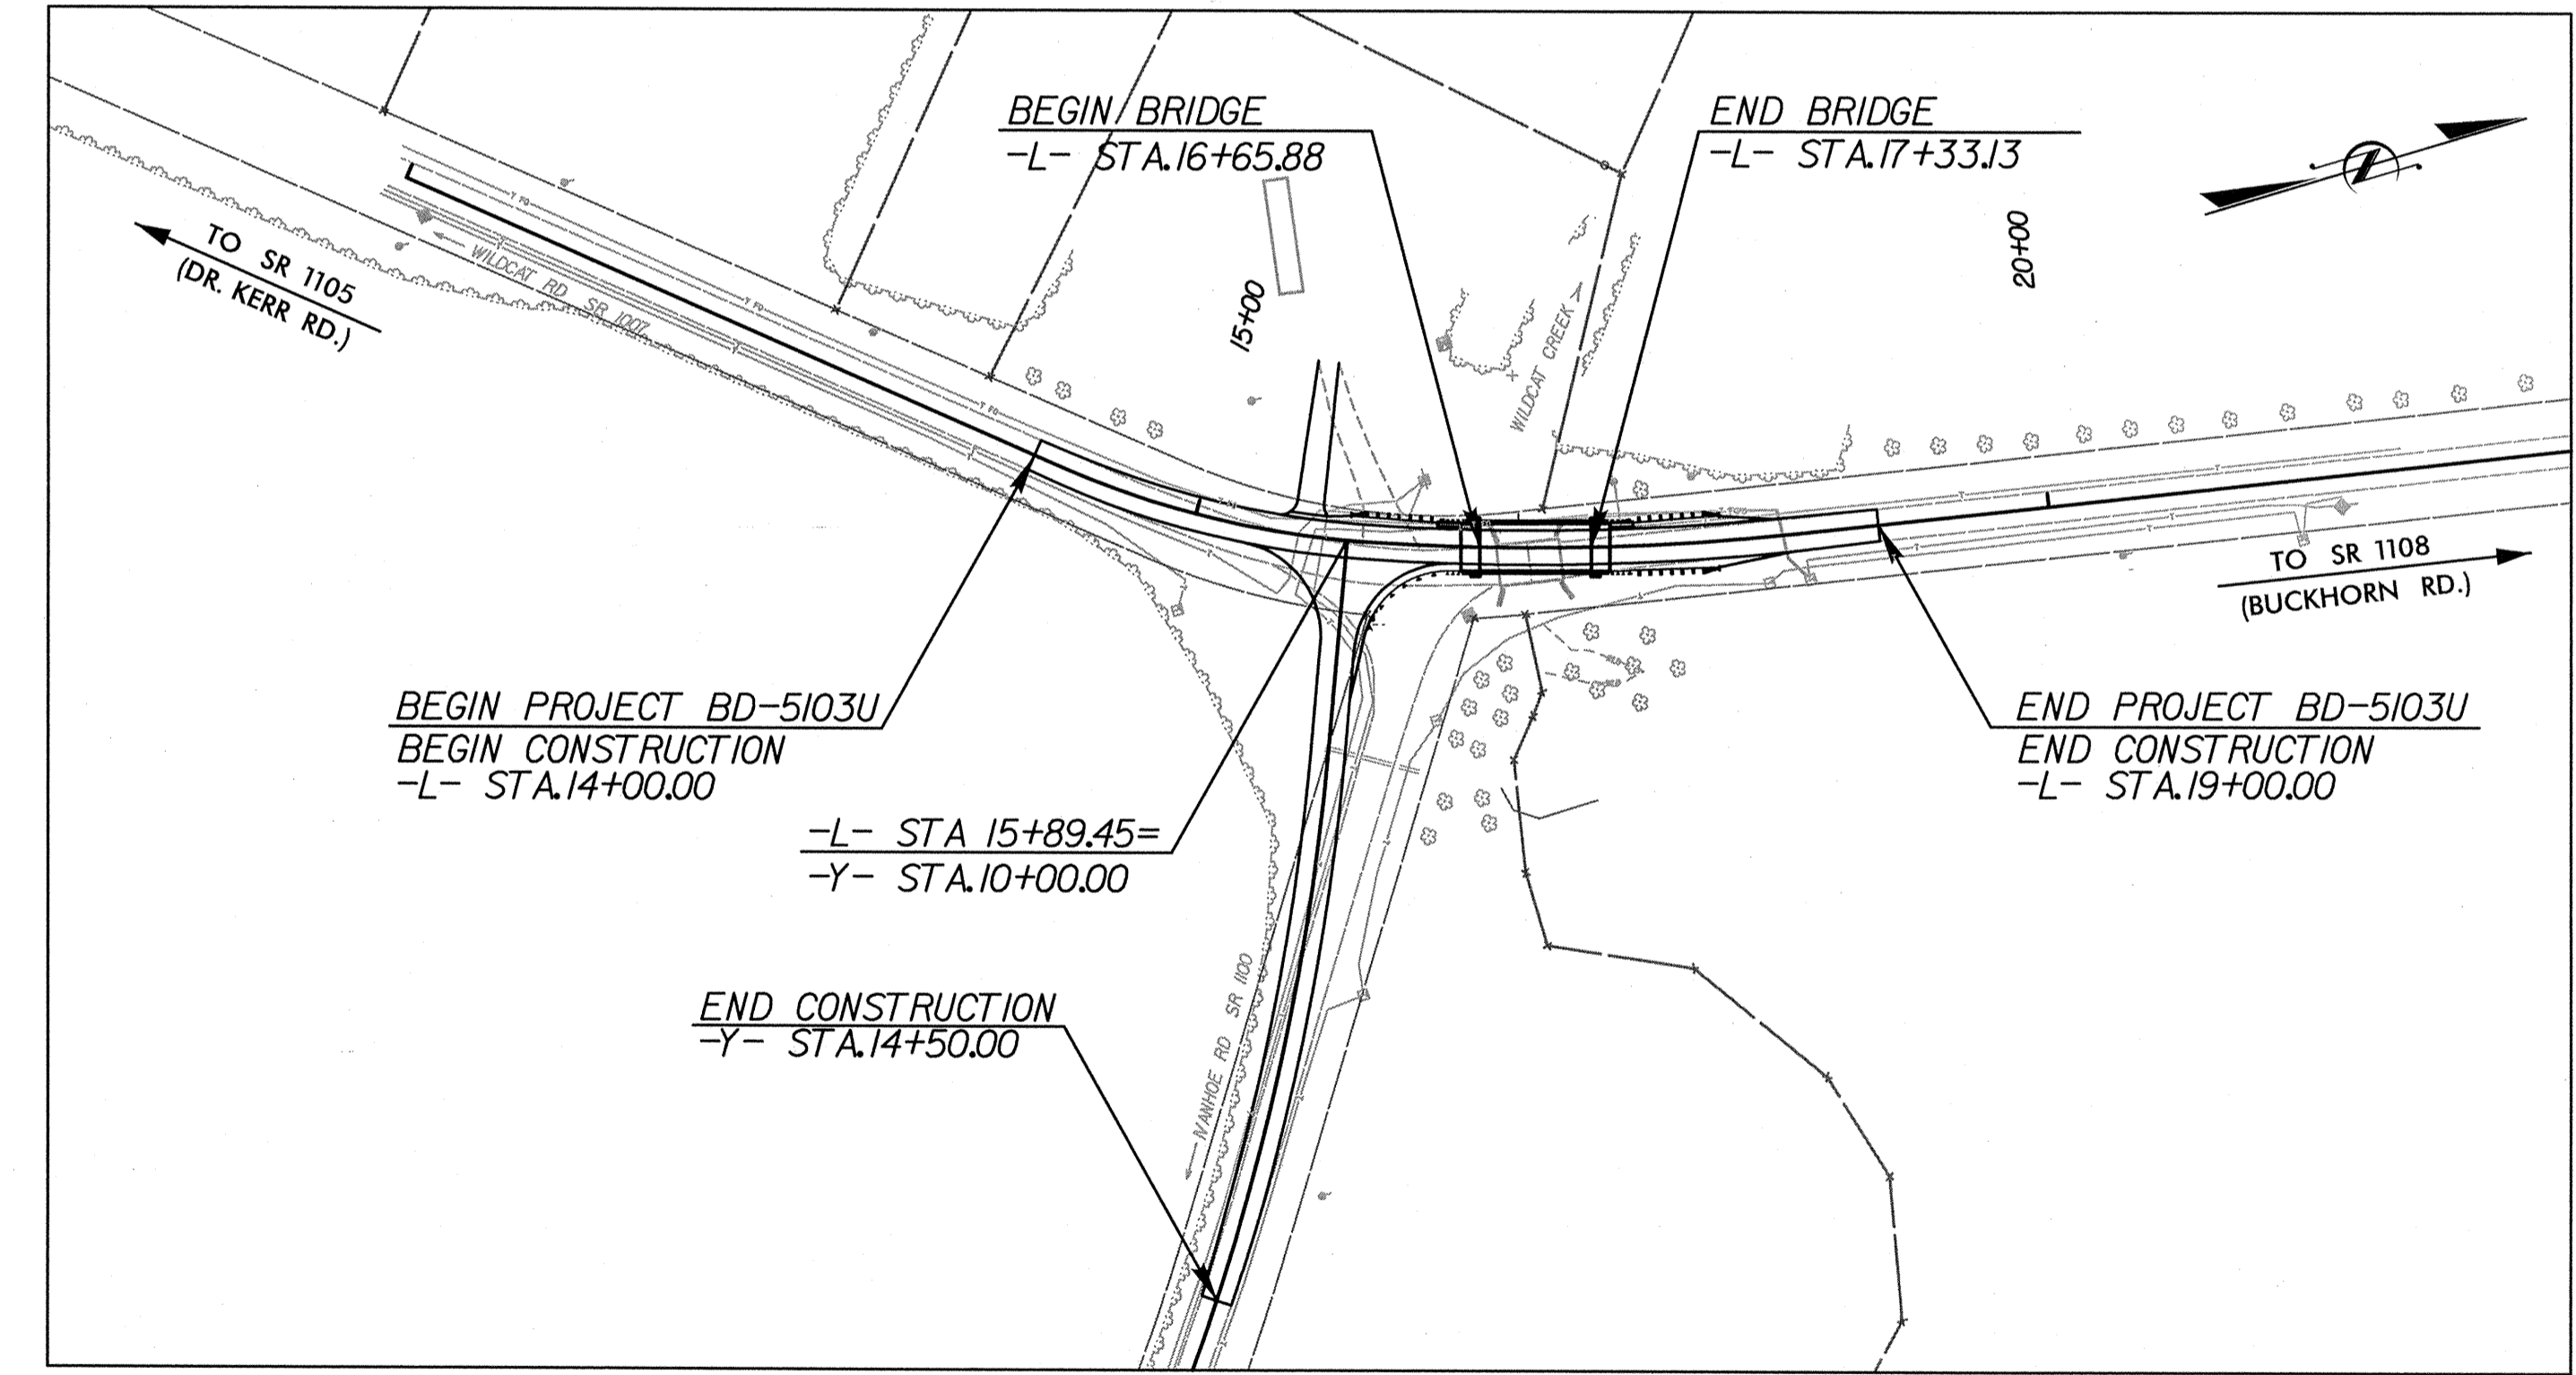 BEGIN BRIDGE
-L- STA.16+65.88
END BRIDGE
-L- STA.17+33.13
20+00
15+00
TO SR 1105
(DR. KERR RD.)
WILDCAT RD SR 1007
WILDCAT CREEK
TO SR 1108
(BUCKHORN RD.)
BEGIN PROJECT BD-5103U
BEGIN CONSTRUCTION
-L- STA.14+00.00
END PROJECT BD-5103U
END CONSTRUCTION
-L- STA.19+00.00
-L- STA 15+89.45=
-Y- STA.10+00.00
END CONSTRUCTION
-Y- STA.14+50.00
IVANHOE RD SR 1100